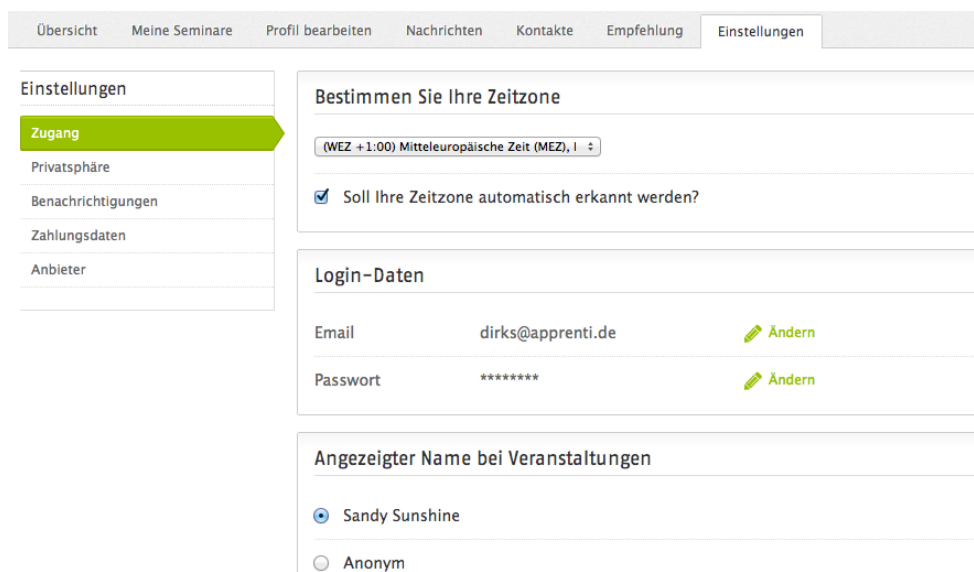 Übersicht Meine Seminare Profil bearbeiten Nachrichten Kontakte Empfehlung Einstellungen
Einstellungen
Zugang
Privatsphäre
Benachrichtigungen
Zahlungsdaten
Anbieter
Bestimmen Sie Ihre Zeitzone
(WEZ +1:00) Mitteleuropäische Zeit (MEZ), I
Soll Ihre Zeitzone automatisch erkannt werden?
Login-Daten
Email dirks@apprenti.de Ändern
Passwort ******** Ändern
Angezeigter Name bei Veranstaltungen
Sandy Sunshine
Anonym